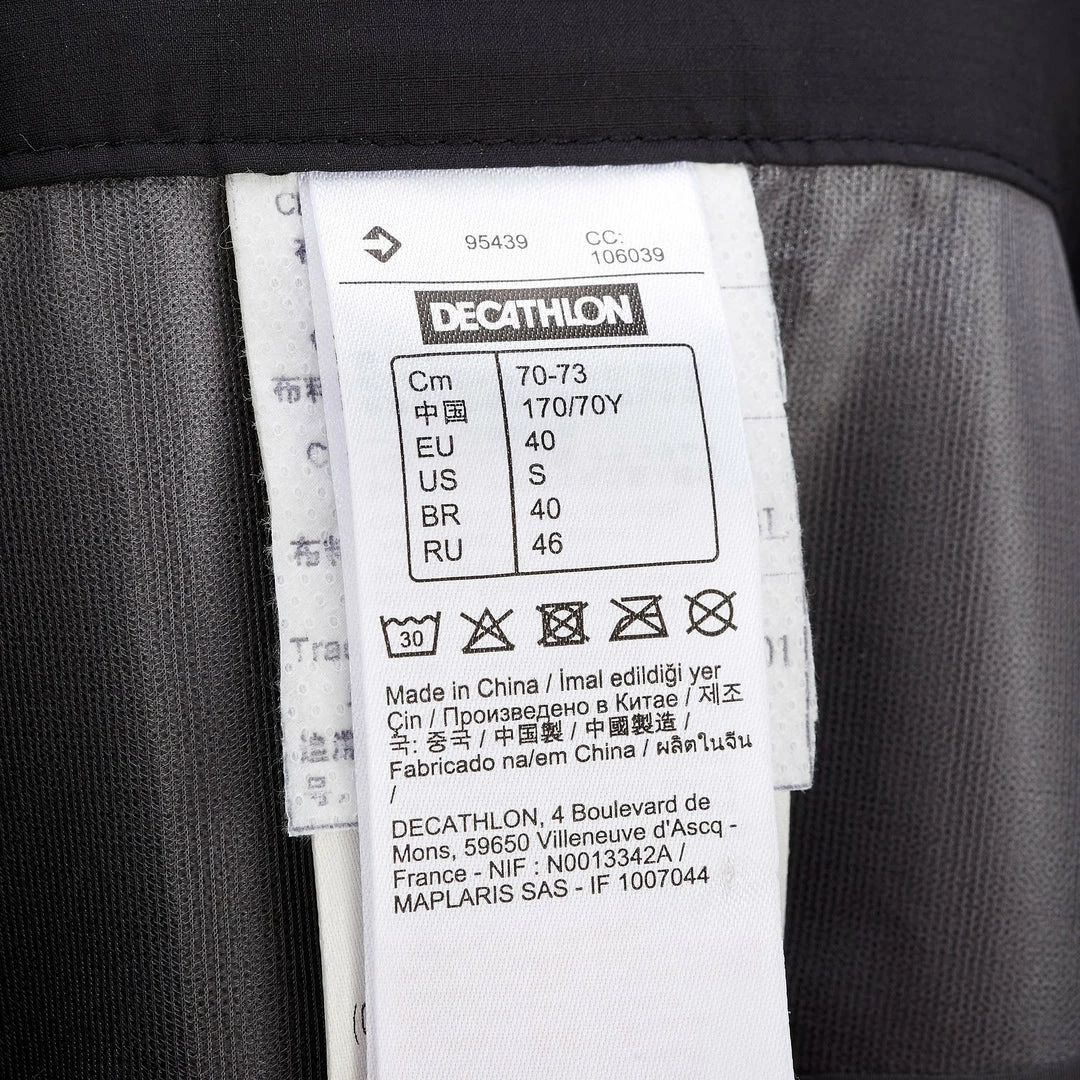 95439 CC:
106039
DECATHLON
Cm 70-73
中国 170/70Y
EU 40
US S
BR 40
RU 46
30
Made in China / İmal edildiği yer
Çin / Произведено в Китае / 제조
국: 중국 / 中国製 / 中國製造 /
Fabricado na/em China / ผลิตในจีน
/
DECATHLON, 4 Boulevard de
Mons, 59650 Villeneuve d'Ascq -
France - NIF : N0013342A /
MAPLARIS SAS - IF 1007044